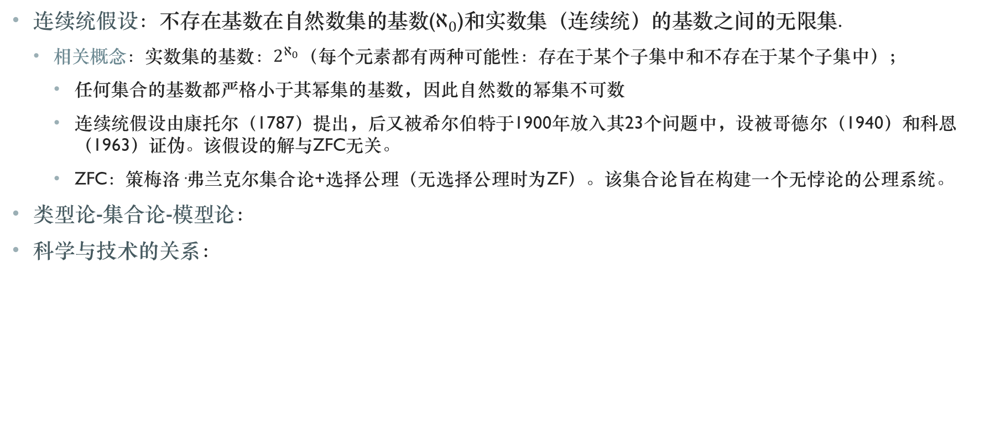 • 连续统假设：不存在基数在自然数集的基数(ℵ₀)和实数集（连续统）的基数之间的无限集.
• 相关概念：实数集的基数：2^ℵ₀（每个元素都有两种可能性：存在于某个子集中和不存在于某个子集中）；
• 任何集合的基数都严格小于其幂集的基数，因此自然数的幂集不可数
• 连续统假设由康托尔（1787）提出，后又被希尔伯特于1900年放入其23个问题中，设被哥德尔（1940）和科恩
（1963）证伪。该假设的解与ZFC无关。
• ZFC：策梅洛·弗兰克尔集合论+选择公理（无选择公理时为ZF）。该集合论旨在构建一个无悖论的公理系统。
• 类型论-集合论-模型论：
• 科学与技术的关系：